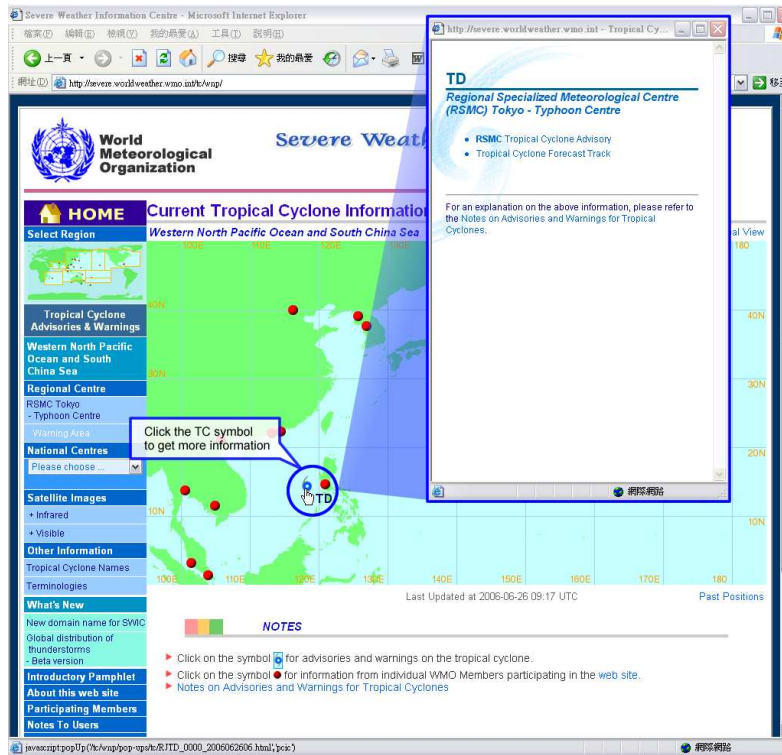 Severe Weather Information Centre - Microsoft Internet Explorer
檔案(F) 編輯(E) 檢視(V) 我的最愛(A) 工具(T) 說明(H)
上一頁 搜尋 我的最愛
網址(D) http://severe.worldweather.wmo.int/tc/wnp/
移至
World
Meteorological
Organization
Severe Weat
HOME
Current Tropical Cyclone Information
Select Region
Western North Pacific Ocean and South China Sea
al View
100E 110E 120E 180
40N 40N
30N 30N
20N
10N 10N
100E 110E 120E 130E 140E 150E 160E 170E 180
Tropical Cyclone
Advisories & Warnings
Western North Pacific
Ocean and South
China Sea
Regional Centre
RSMC Tokyo
- Typhoon Centre
Warning Area
National Centres
Please choose ...
Satellite Images
+ Infrared
+ Visible
Other Information
Tropical Cyclone Names
Terminologies
What's New
New domain name for SWIC
Global distribution of
thunderstorms
- Beta version
Introductory Pamphlet
About this web site
Participating Members
Notes To Users
Click the TC symbol
to get more information
TD
http://severe.worldweather.wmo.int - Tropical Cy...
TD
Regional Specialized Meteorological Centre
(RSMC) Tokyo - Typhoon Centre
RSMC Tropical Cyclone Advisory
Tropical Cyclone Forecast Track
For an explanation on the above information, please refer to
the Notes on Advisories and Warnings for Tropical
Cyclones.
網際網路
Last Updated at 2006-06-26 09:17 UTC
Past Positions
NOTES
Click on the symbol for advisories and warnings on the tropical cyclone.
Click on the symbol for information from individual WMO Members participating in the web site.
Notes on Advisories and Warnings for Tropical Cyclones
javascript:popUp('/tc/wnp/pop-ups/tc/RJTD_0000_2006062606.html','pcic')
網際網路